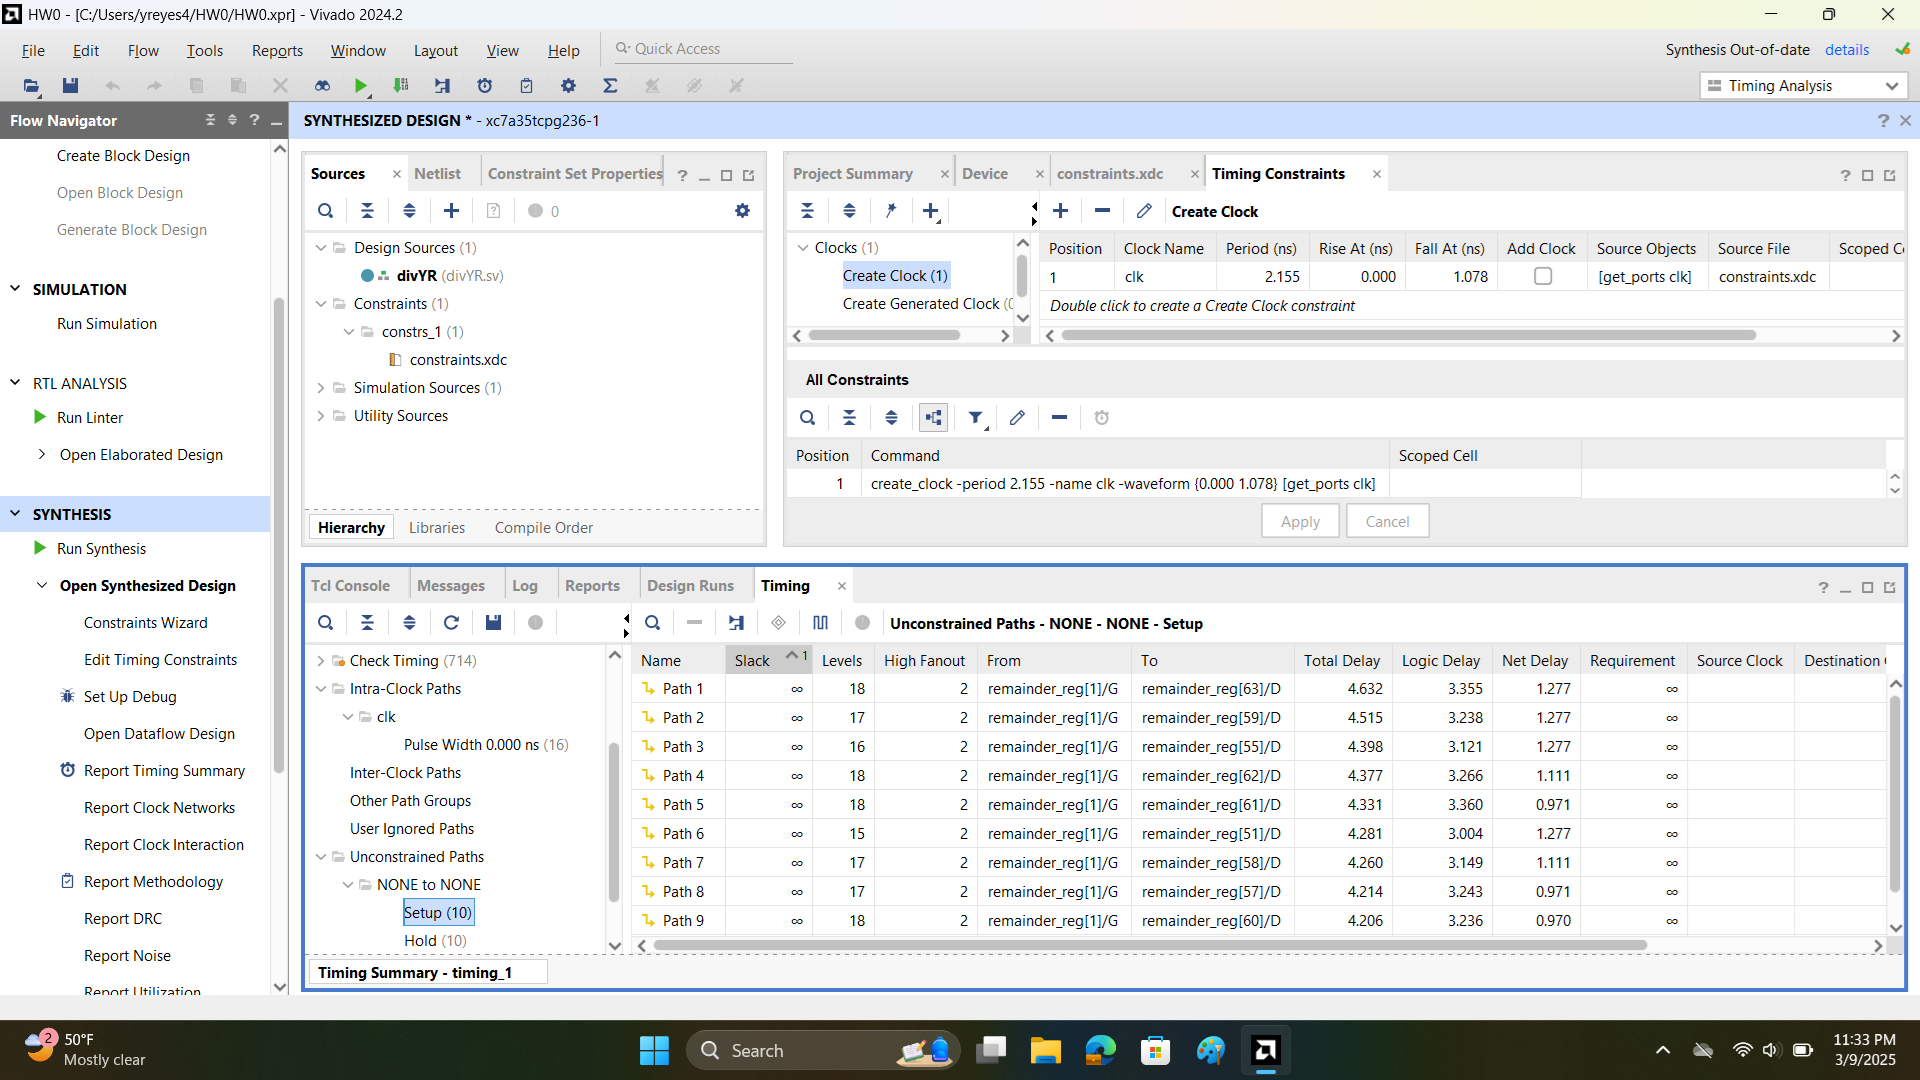 HW0 - [C:/Users/yreyes4/HW0/HW0.xpr] - Vivado 2024.2
File Edit Flow Tools Reports Window Layout View Help Quick Access
Synthesis Out-of-date details
Timing Analysis
Flow Navigator
SYNTHESIZED DESIGN * - xc7a35tcpg236-1
Create Block Design
Open Block Design
Generate Block Design
SIMULATION
Run Simulation
RTL ANALYSIS
Run Linter
Open Elaborated Design
SYNTHESIS
Run Synthesis
Open Synthesized Design
Constraints Wizard
Edit Timing Constraints
Set Up Debug
Open Dataflow Design
Report Timing Summary
Report Clock Networks
Report Clock Interaction
Report Methodology
Report DRC
Report Noise
Report Utilization
Sources Netlist Constraint Set Properties
0
Design Sources (1)
divYR (divYR.sv)
Constraints (1)
constrs_1 (1)
constraints.xdc
Simulation Sources (1)
Utility Sources
Hierarchy Libraries Compile Order
Project Summary Device constraints.xdc Timing Constraints
Create Clock
Clocks (1)
Create Clock (1)
Create Generated Clock (0
Position Clock Name Period (ns) Rise At (ns) Fall At (ns) Add Clock Source Objects Source File Scoped Ce
1 clk 2.155 0.000 1.078 [get_ports clk] constraints.xdc
Double click to create a Create Clock constraint
All Constraints
Position Command Scoped Cell
1 create_clock -period 2.155 -name clk -waveform {0.000 1.078} [get_ports clk]
Apply Cancel
Tcl Console Messages Log Reports Design Runs Timing
Unconstrained Paths - NONE - NONE - Setup
Check Timing (714)
Intra-Clock Paths
clk
Pulse Width 0.000 ns (16)
Inter-Clock Paths
Other Path Groups
User Ignored Paths
Unconstrained Paths
NONE to NONE
Setup (10)
Hold (10)
Name Slack 1 Levels High Fanout From To Total Delay Logic Delay Net Delay Requirement Source Clock Destination
Path 1 ∞ 18 2 remainder_reg[1]/G remainder_reg[63]/D 4.632 3.355 1.277 ∞
Path 2 ∞ 17 2 remainder_reg[1]/G remainder_reg[59]/D 4.515 3.238 1.277 ∞
Path 3 ∞ 16 2 remainder_reg[1]/G remainder_reg[55]/D 4.398 3.121 1.277 ∞
Path 4 ∞ 18 2 remainder_reg[1]/G remainder_reg[62]/D 4.377 3.266 1.111 ∞
Path 5 ∞ 18 2 remainder_reg[1]/G remainder_reg[61]/D 4.331 3.360 0.971 ∞
Path 6 ∞ 15 2 remainder_reg[1]/G remainder_reg[51]/D 4.281 3.004 1.277 ∞
Path 7 ∞ 17 2 remainder_reg[1]/G remainder_reg[58]/D 4.260 3.149 1.111 ∞
Path 8 ∞ 17 2 remainder_reg[1]/G remainder_reg[57]/D 4.214 3.243 0.971 ∞
Path 9 ∞ 18 2 remainder_reg[1]/G remainder_reg[60]/D 4.206 3.236 0.970 ∞
Timing Summary - timing_1
2
50°F
Mostly clear
Search
11:33 PM
3/9/2025